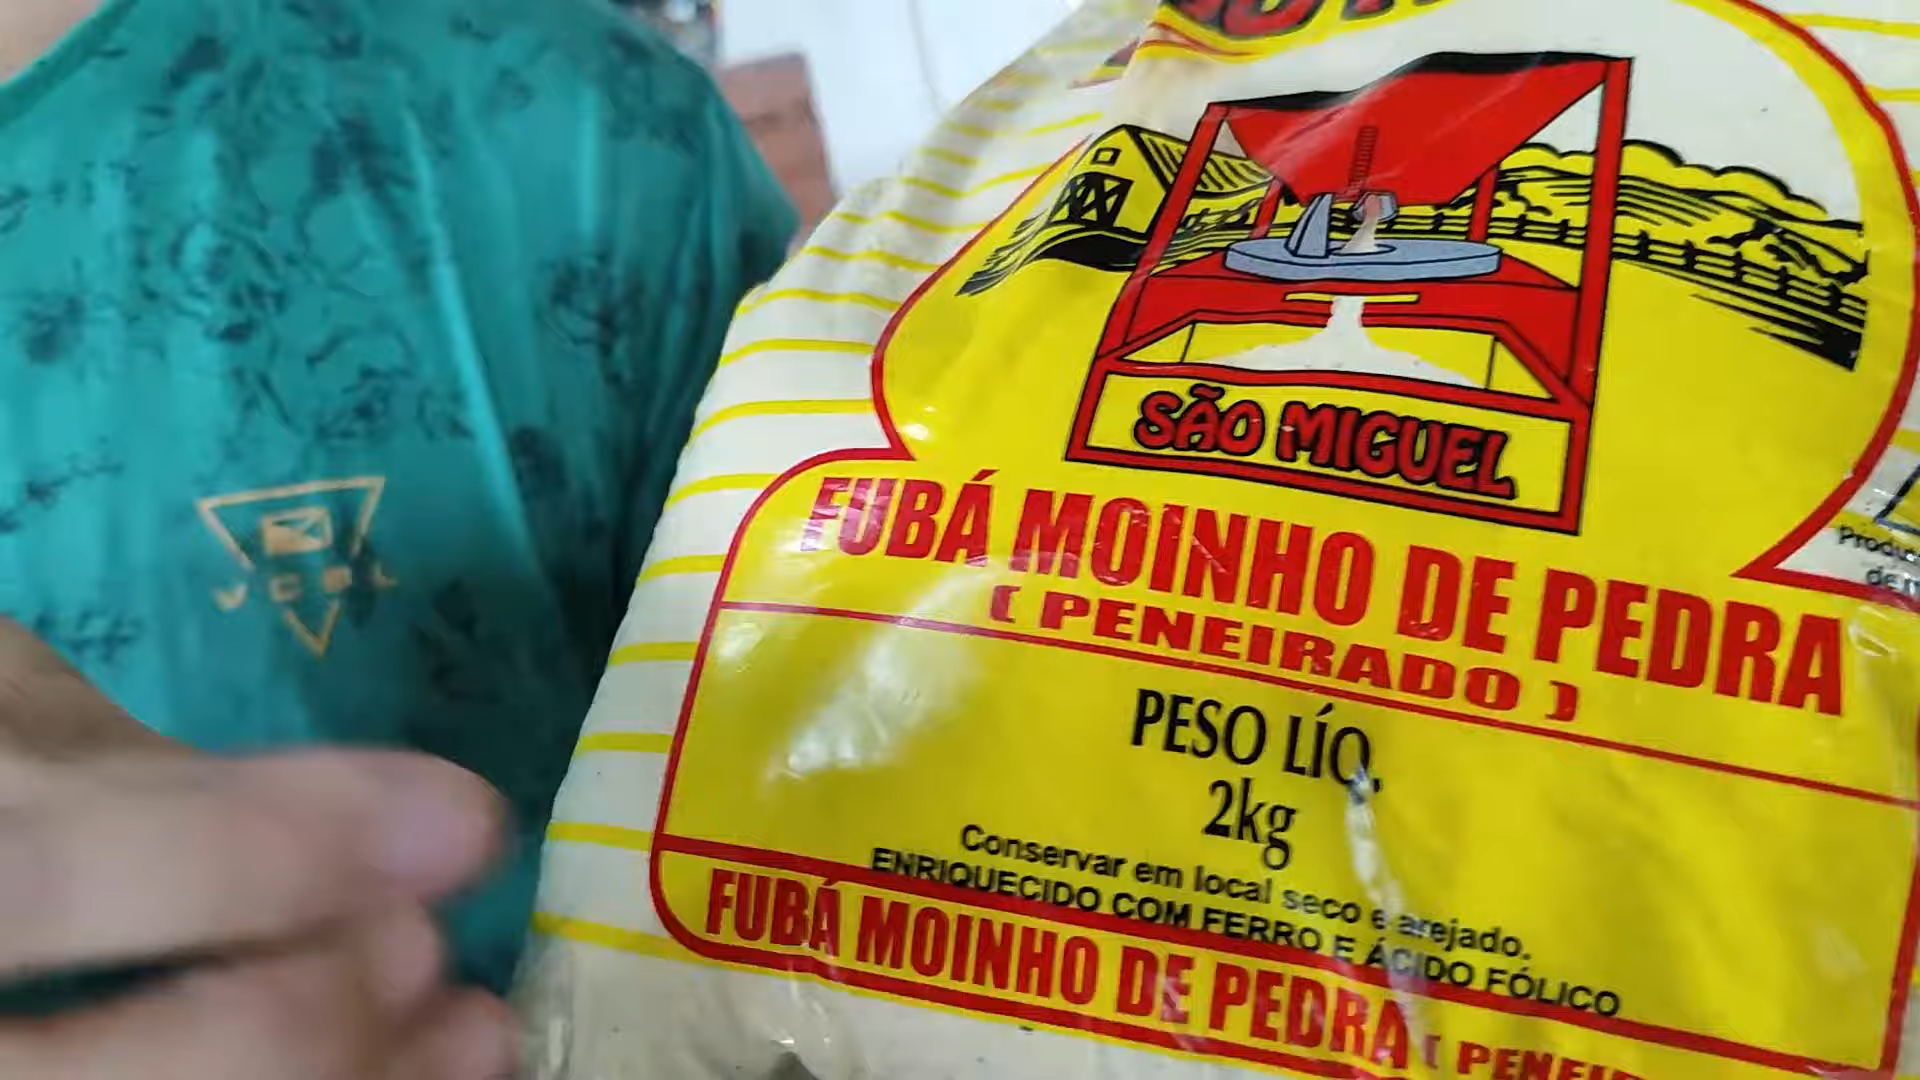 SÃO MIGUEL
FUBÁ MOINHO DE PEDRA
( PENEIRADO )
PESO LÍQ.
2kg
Conservar em local seco e arejado.
ENRIQUECIDO COM FERRO E ÁCIDO FÓLICO
FUBÁ MOINHO DE PEDRA